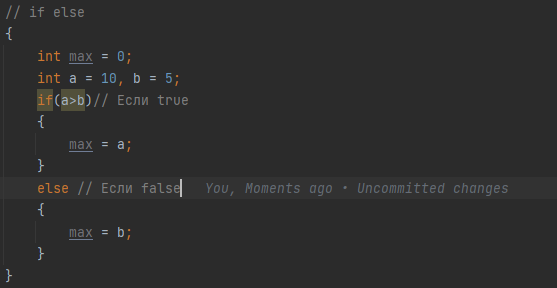 // if else
{
int max = 0;
int a = 10, b = 5;
if(a>b)// Если true
{
max = a;
}
else // Если false You, Moments ago • Uncommitted changes
{
max = b;
}
}